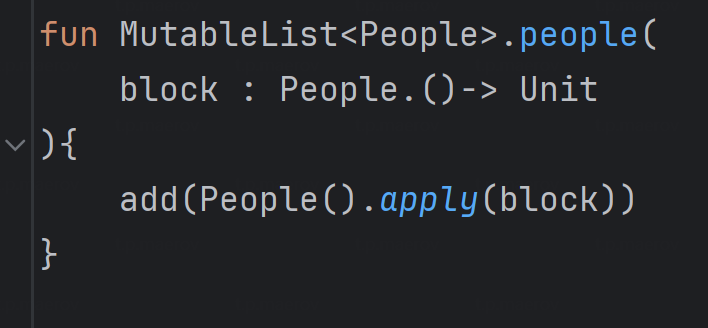 fun MutableList<People>.people(
    block : People.()-> Unit
){
    add(People().apply(block))
}